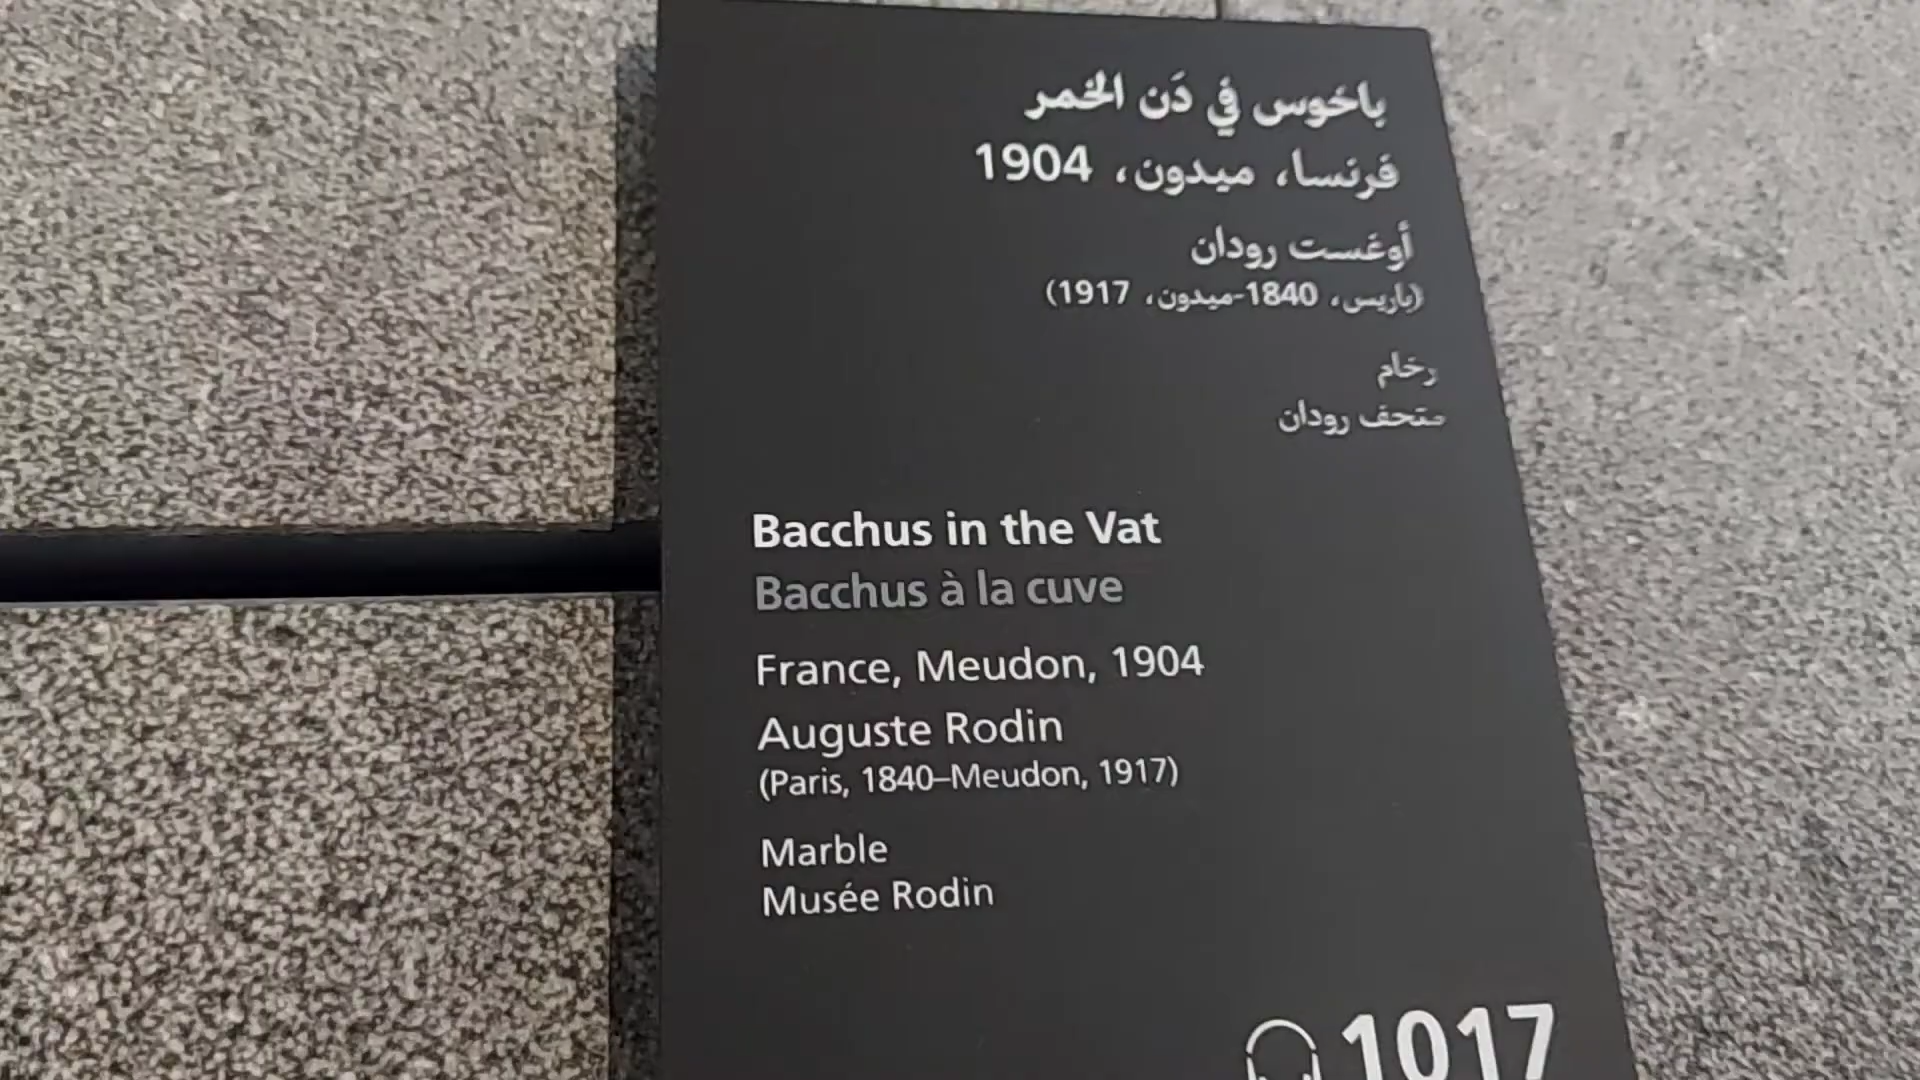 باخوس في دَن الخمر
فرنسا، ميدون، 1904
أوغست رودان
(باريس، 1840-ميدون، 1917)
رخام
متحف رودان
Bacchus in the Vat
Bacchus à la cuve
France, Meudon, 1904
Auguste Rodin
(Paris, 1840–Meudon, 1917)
Marble
Musée Rodin
1017